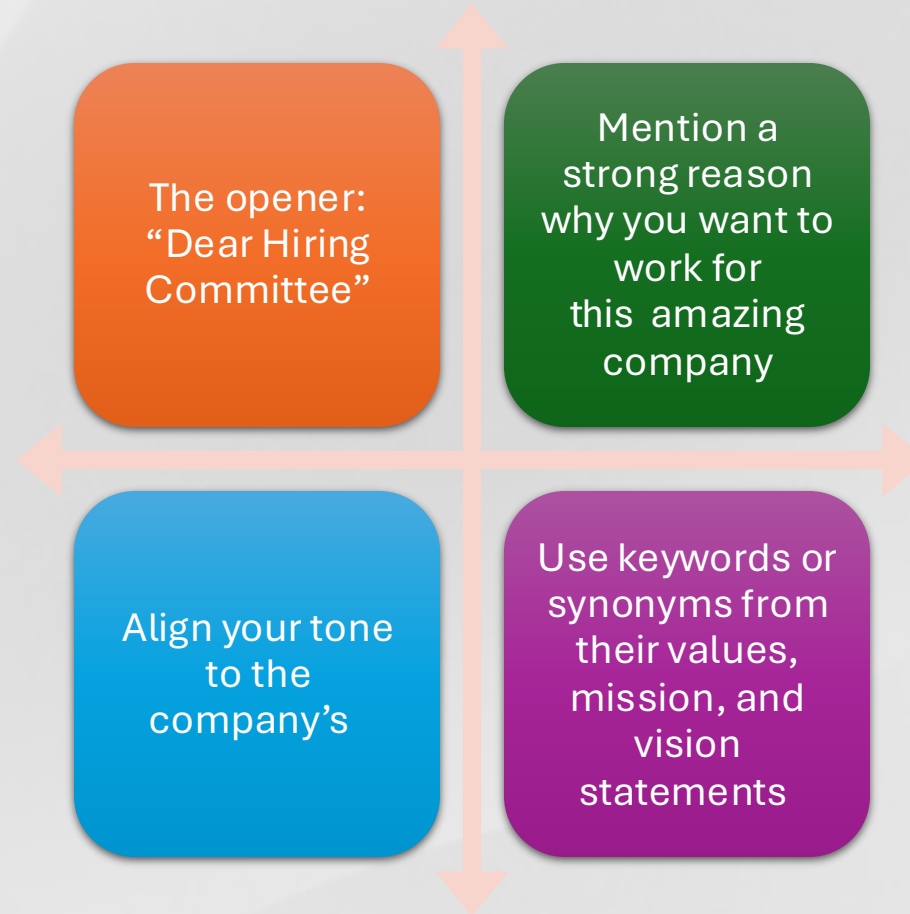 The opener:
“Dear Hiring
Committee”
Mention a
strong reason
why you want to
work for
this  amazing
company
Align your tone
to the
company’s
Use keywords or
synonyms from
their values,
mission, and
vision
statements